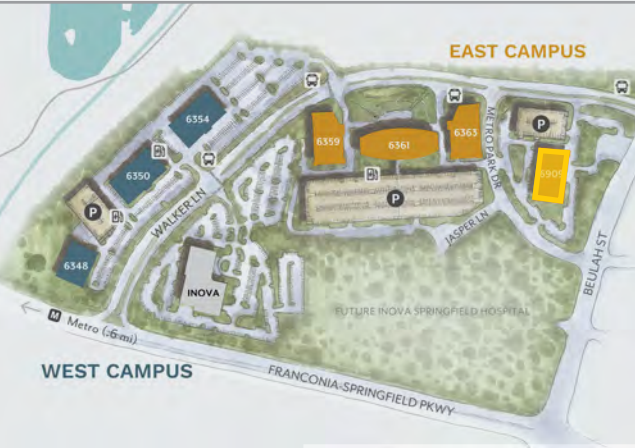 EAST CAMPUS
6354
6359
6361
6363
METRO PARK DR
P
6350
6905
P
WALKER LN
P
JASPER LN
BEULAH ST
6348
INOVA
FUTURE INOVA SPRINGFIELD HOSPITAL
M Metro (.6 mi)
WEST CAMPUS
FRANCONIA-SPRINGFIELD PKWY